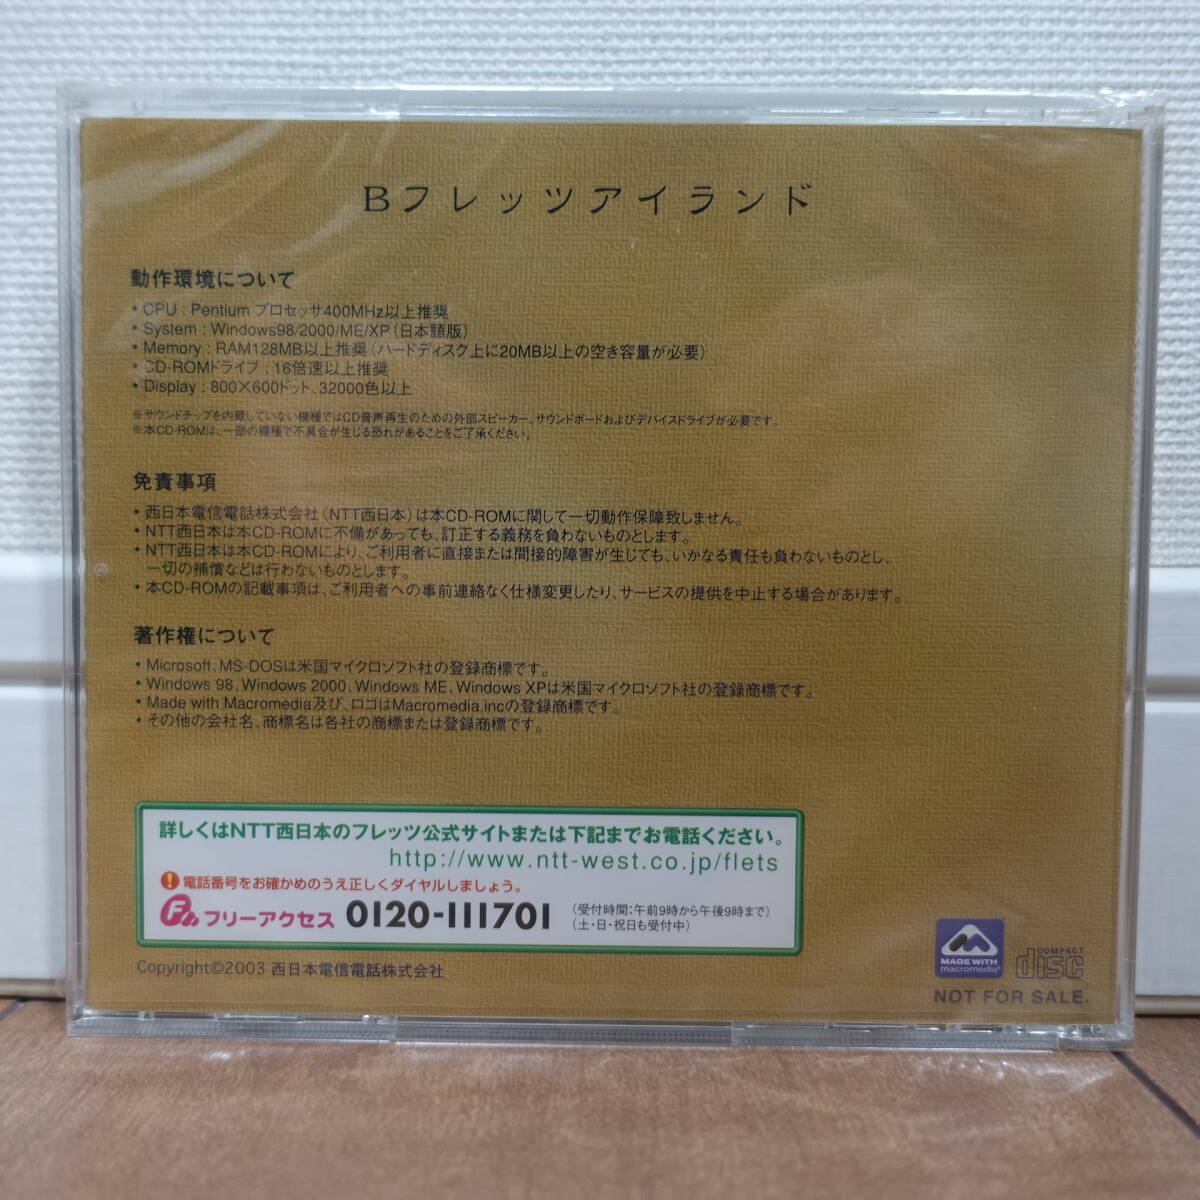 Bフレッツアイランド
動作環境について
・CPU : Pentium プロセッサ400MHz以上推奨
・System : Windows98/2000/ME/XP(日本語版)
・Memory : RAM128MB以上推奨(ハードディスク上に20MB以上の空き容量が必要)
・CD-ROMドライブ : 16倍速以上推奨
・Display : 800×600ドット、32000色以上
※サウンドチップを内蔵していない機種ではCD音声再生のための外部スピーカー、サウンドボードおよびデバイスドライブが必要です。
※本CD-ROMは、一部の機種で不具合が生じる恐れがあることをご了承ください。
免責事項
・西日本電信電話株式会社(NTT西日本)は本CD-ROMに関して一切動作保障致しません。
・NTT西日本は本CD-ROMに不備があっても、訂正する義務を負わないものとします。
・NTT西日本は本CD-ROMにより、ご利用者に直接または間接的障害が生じても、いかなる責任も負わないものとし、
一切の補償などは行わないものとします。
・本CD-ROMの記載事項は、ご利用者への事前連絡なく仕様変更したり、サービスの提供を中止する場合があります。
著作権について
・Microsoft、MS-DOSは米国マイクロソフト社の登録商標です。
・Windows 98、Windows 2000、Windows ME、Windows XPは米国マイクロソフト社の登録商標です。
・Made with Macromedia及び、ロゴはMacromedia.incの登録商標です。
・その他の会社名、商標名は各社の商標または登録商標です。
詳しくはNTT西日本のフレッツ公式サイトまたは下記までお電話ください。
http://www.ntt-west.co.jp/flets
!電話番号をお確かめのうえ正しくダイヤルしましょう。
フリーアクセス 0120-111701 (受付時間:午前9時から午後9時まで)
(土・日・祝日も受付中)
Copyright©2003 西日本電信電話株式会社
MADE WITH
macromedia
COMPACT
disc
NOT FOR SALE.